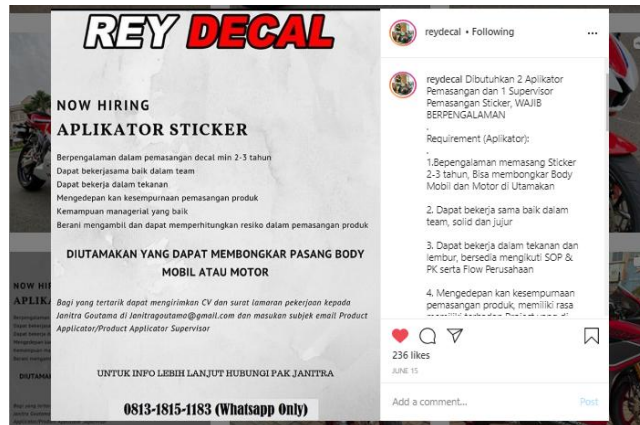 REY DECAL
NOW HIRING
APLIKATOR STICKER
Berpengalaman dalam pemasangan decal min 2-3 tahun
Dapat bekerjasama baik dalam team
Dapat bekerja dalam tekanan
Mengedepan kan kesempurnaan pemasangan produk
Kemampuan managerial yang baik
Berani mengambil dan dapat memperhitungkan resiko dalam pemasangan produk
DIUTAMAKAN YANG DAPAT MEMBONGKAR PASANG BODY
MOBIL ATAU MOTOR
Bagi yang tertarik dapat mengirimkan CV dan surat lamaran pekerjaan kepada
Janitra Goutama di Janitragoutama@gmail.com dan masukan subjek email Product
Applicator/Product Applicator Supervisor
UNTUK INFO LEBIH LANJUT HUBUNGI PAK JANITRA
0813-1815-1183 (Whatsapp Only)
reydecal • Following
reydecal Dibutuhkan 2 Aplikator
Pemasangan dan 1 Supervisor
Pemasangan Sticker, WAJIB
BERPENGALAMAN
.
Requirement (Aplikator):
.
1.Bepengalaman memasang Sticker
2-3 tahun, Bisa membongkar Body
Mobil dan Motor di Utamakan
2. Dapat bekerja sama baik dalam
team, solid dan jujur
3. Dapat bekerja dalam tekanan dan
lembur, bersedia mengikuti SOP &
PK serta Flow Perusahaan
4. Mengedepan kan kesempurnaan
pemasangan produk, memiliki rasa
236 likes
JUNE 15
Add a comment...
Post